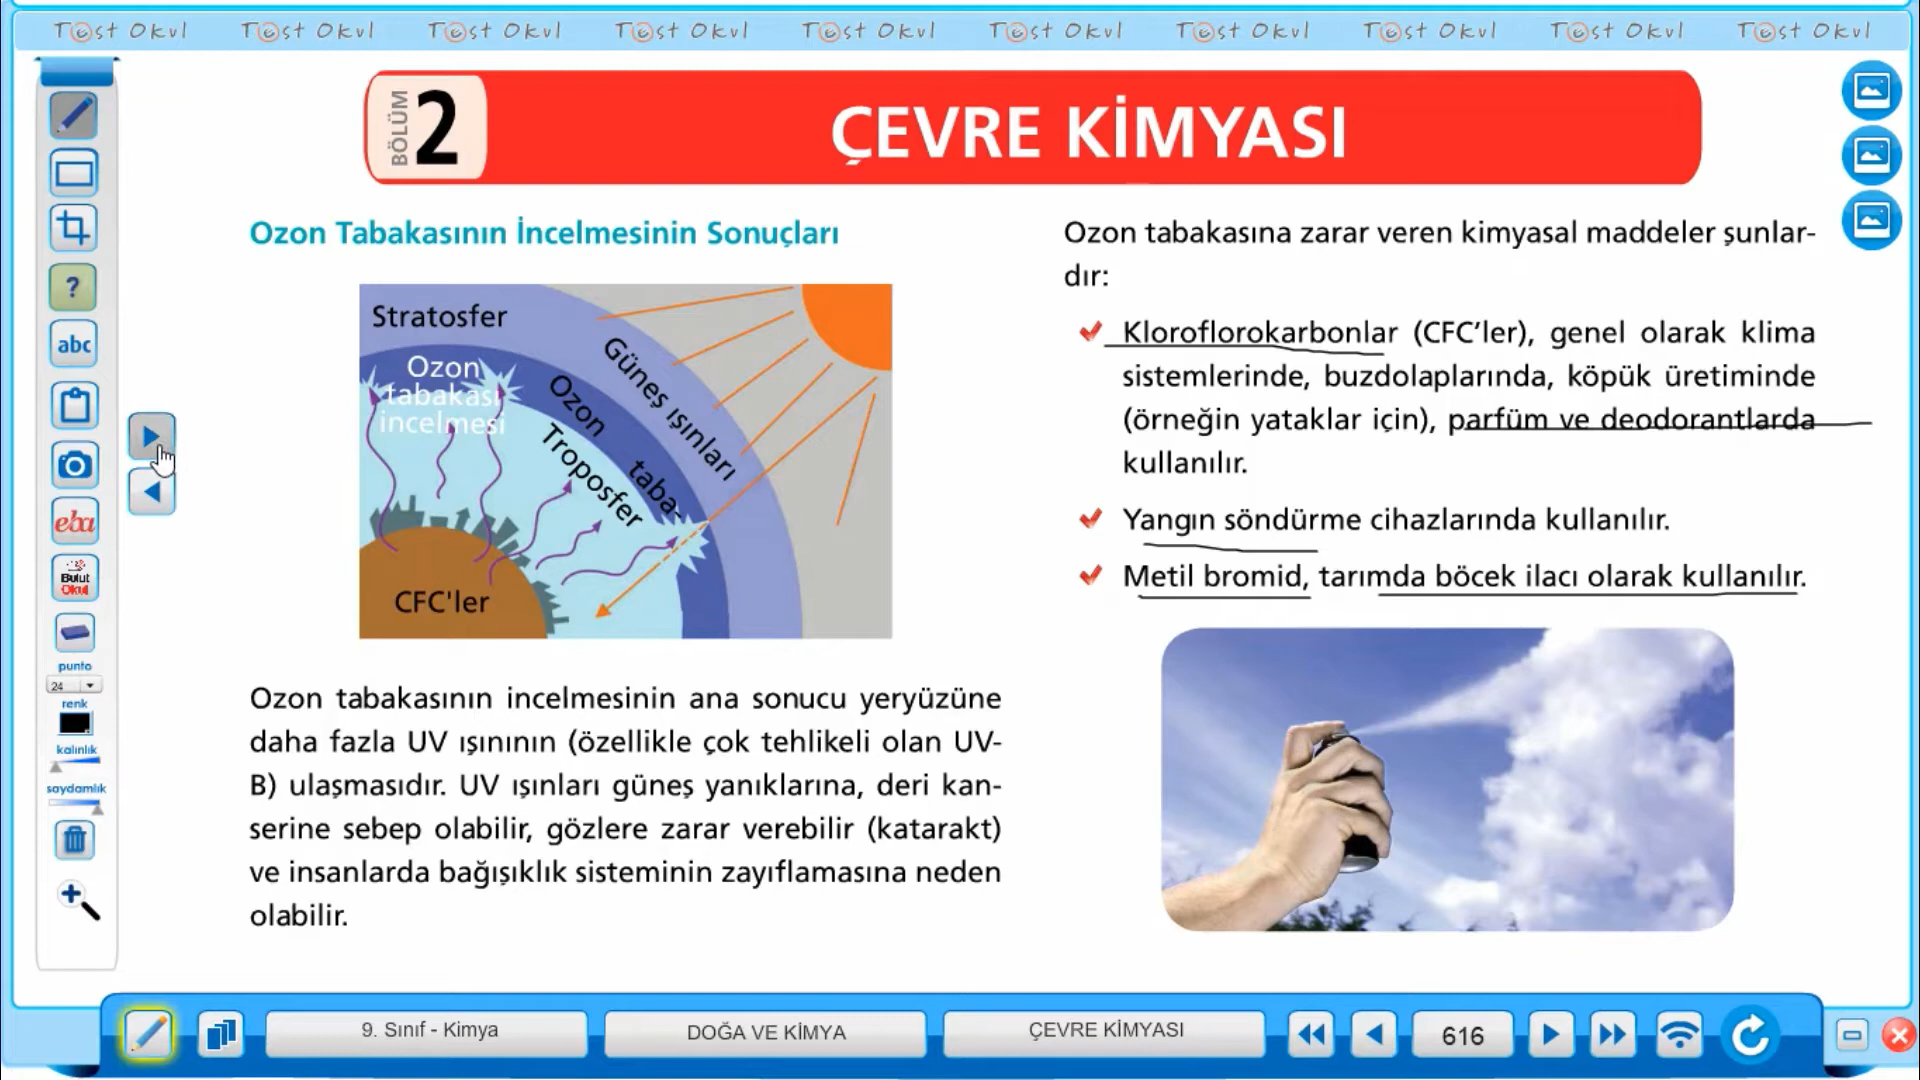 Test Okul Test Okul Test Okul Test Okul Test Okul Test Okul Test Okul Test Okul Test Okul Test Okul
BÖLÜM 2
ÇEVRE KİMYASI
Ozon Tabakasının İncelmesinin Sonuçları
Stratosfer
Ozon
tabakası
incelmesi
Güneş ışınları
Ozon taba-
Troposfer
CFC'ler
Ozon tabakasının incelmesinin ana sonucu yeryüzüne
daha fazla UV ışınının (özellikle çok tehlikeli olan UV-
B) ulaşmasıdır. UV ışınları güneş yanıklarına, deri kan-
serine sebep olabilir, gözlere zarar verebilir (katarakt)
ve insanlarda bağışıklık sisteminin zayıflamasına neden
olabilir.
Ozon tabakasına zarar veren kimyasal maddeler şunlar-
dır:
Kloroflorokarbonlar (CFC’ler), genel olarak klima
sistemlerinde, buzdolaplarında, köpük üretiminde
(örneğin yataklar için), parfüm ve deodorantlarda
kullanılır.
Yangın söndürme cihazlarında kullanılır.
Metil bromid, tarımda böcek ilacı olarak kullanılır.
?
abc
eba
Bulut
Okul
punto
24
renk
kalınlık
saydamlık
9. Sınıf - Kimya
DOĞA VE KİMYA
ÇEVRE KİMYASI
616